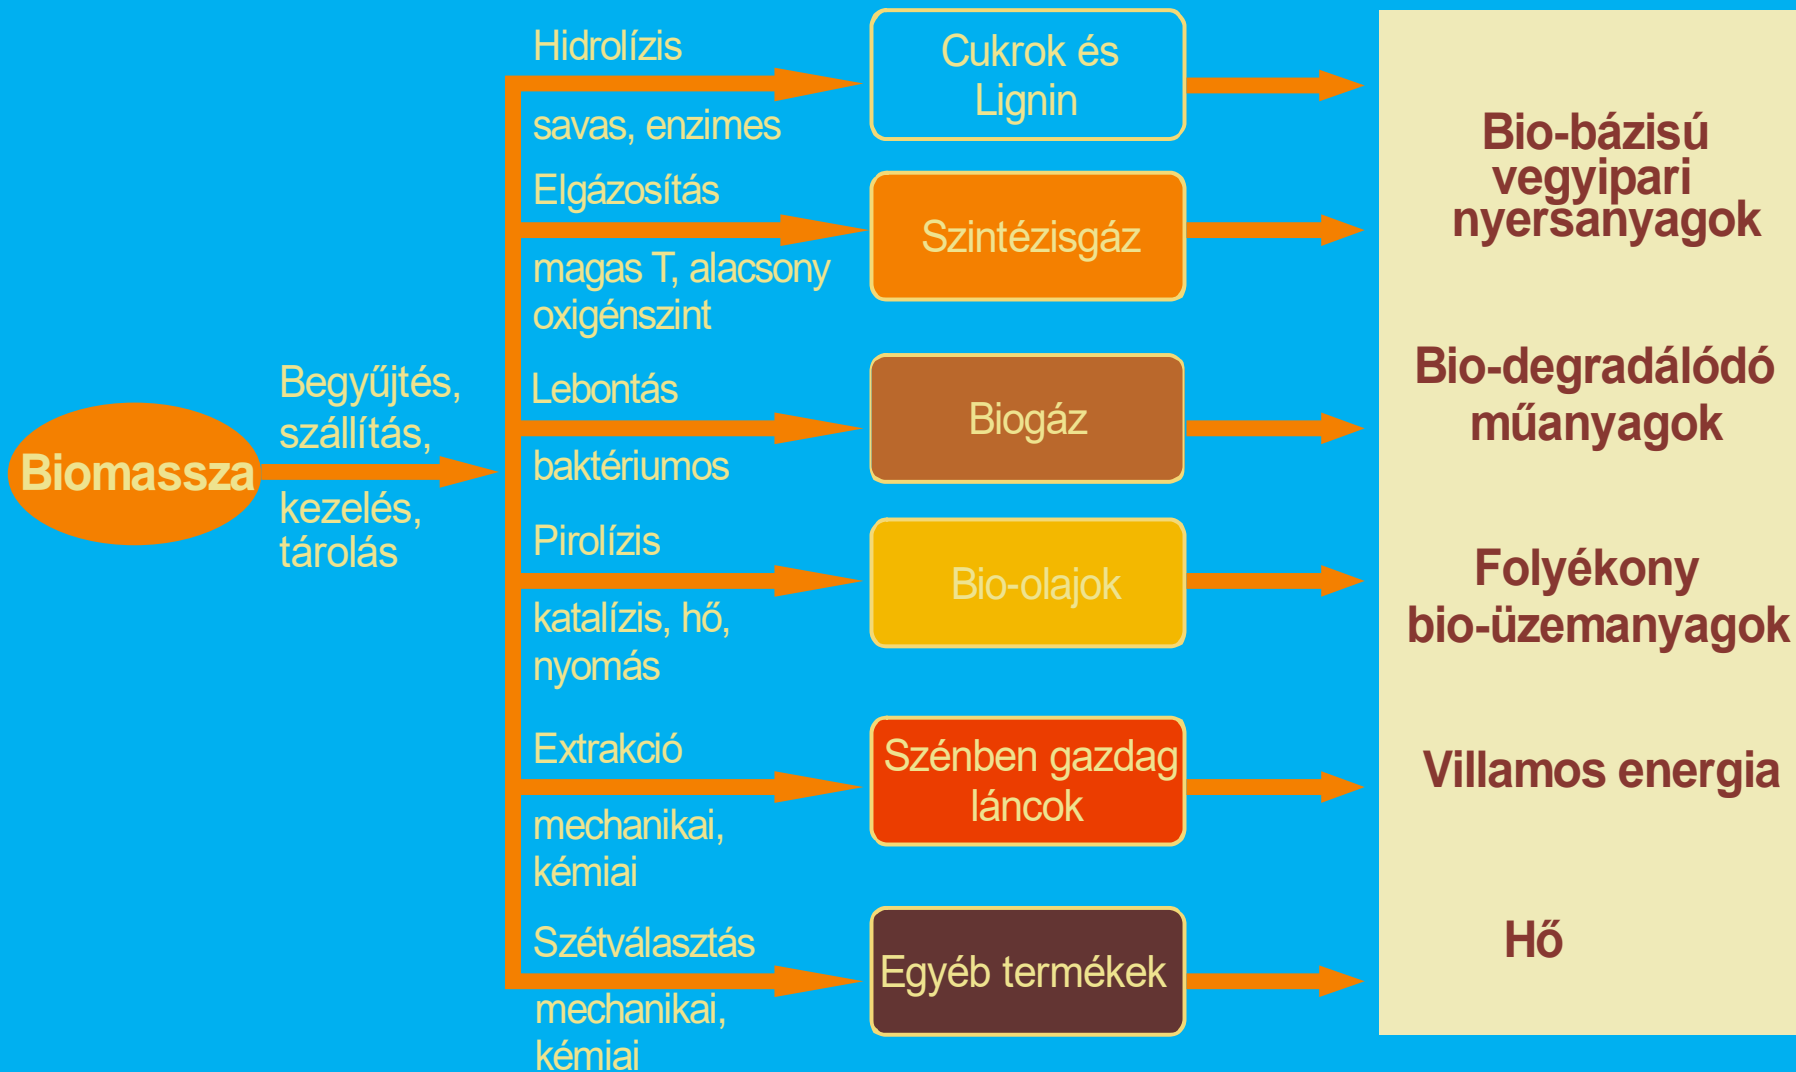 Biomassza
Begyűjtés,
szállítás,
kezelés,
tárolás
Hidrolízis
savas, enzimes
Cukrok és
Lignin
Elgázosítás
magas T, alacsony
oxigénszint
Szintézisgáz
Lebontás
baktériumos
Biogáz
Pirolízis
katalízis, hő,
nyomás
Bio-olajok
Extrakció
mechanikai,
kémiai
Szénben gazdag
láncok
Szétválasztás
mechanikai,
kémiai
Egyéb termékek
Bio-bázisú
vegyipari
nyersanyagok
Bio-degradálódó
műanyagok
Folyékony
bio-üzemanyagok
Villamos energia
Hő